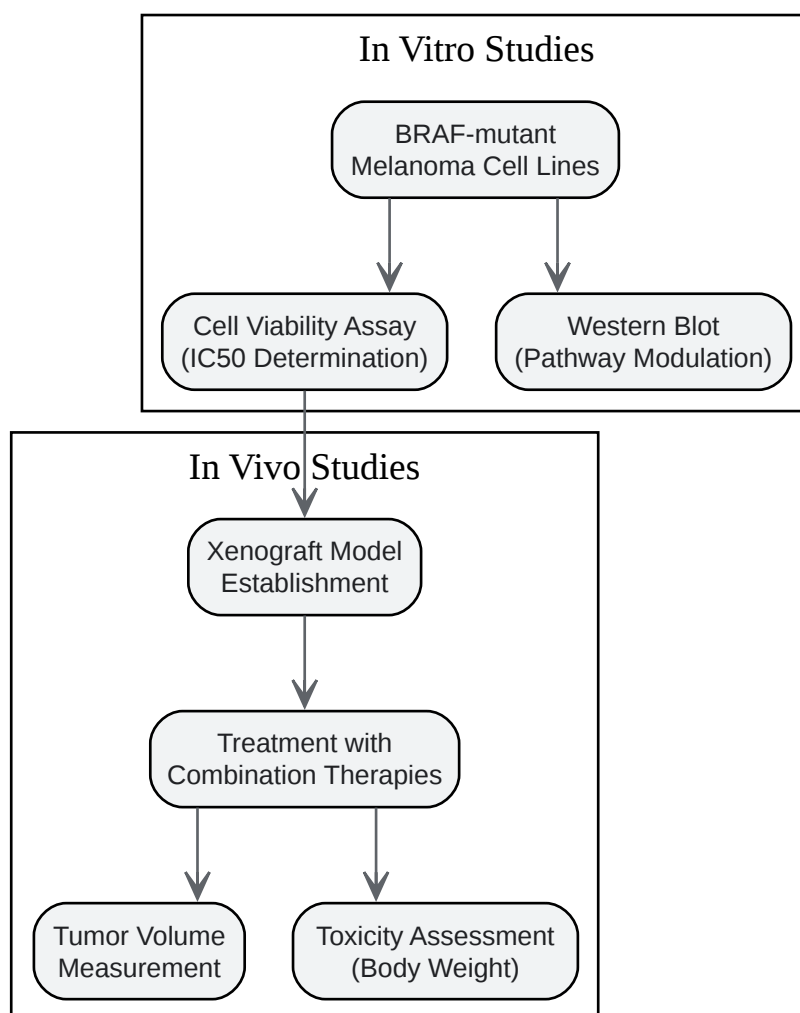 In Vitro Studies
BRAF-mutant
Melanoma Cell Lines
Cell Viability Assay
(IC50 Determination)
Western Blot
(Pathway Modulation)
In Vivo Studies
Xenograft Model
Establishment
Treatment with
Combination Therapies
Tumor Volume
Measurement
Toxicity Assessment
(Body Weight)